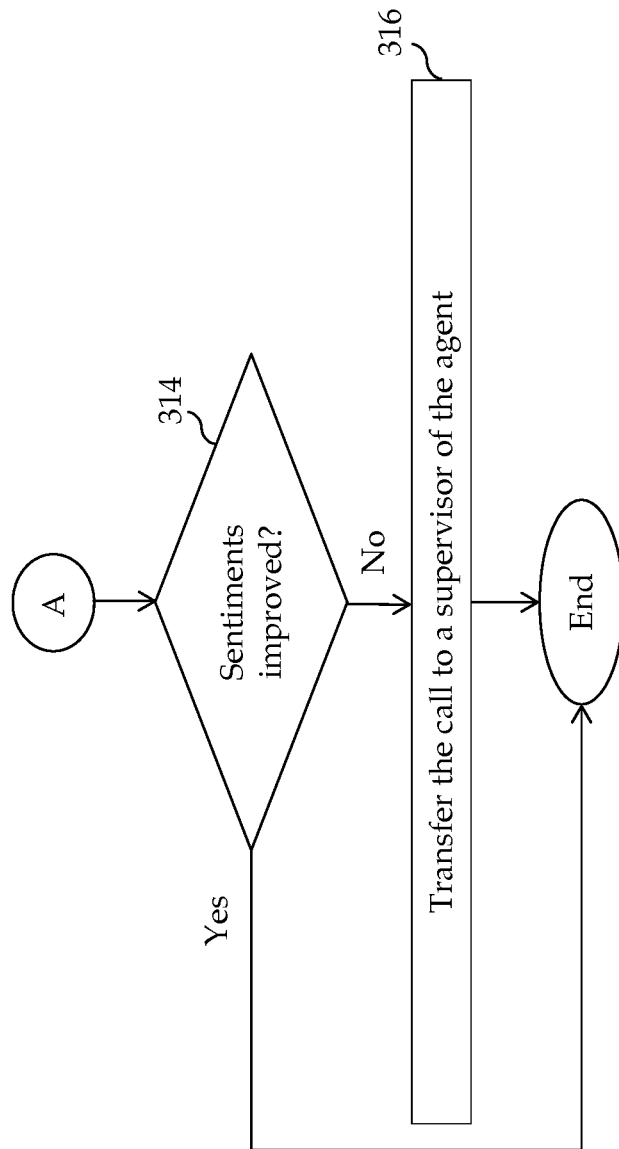 A
314
Sentiments
improved?
Yes
No
316
Transfer the call to a supervisor of the agent
End